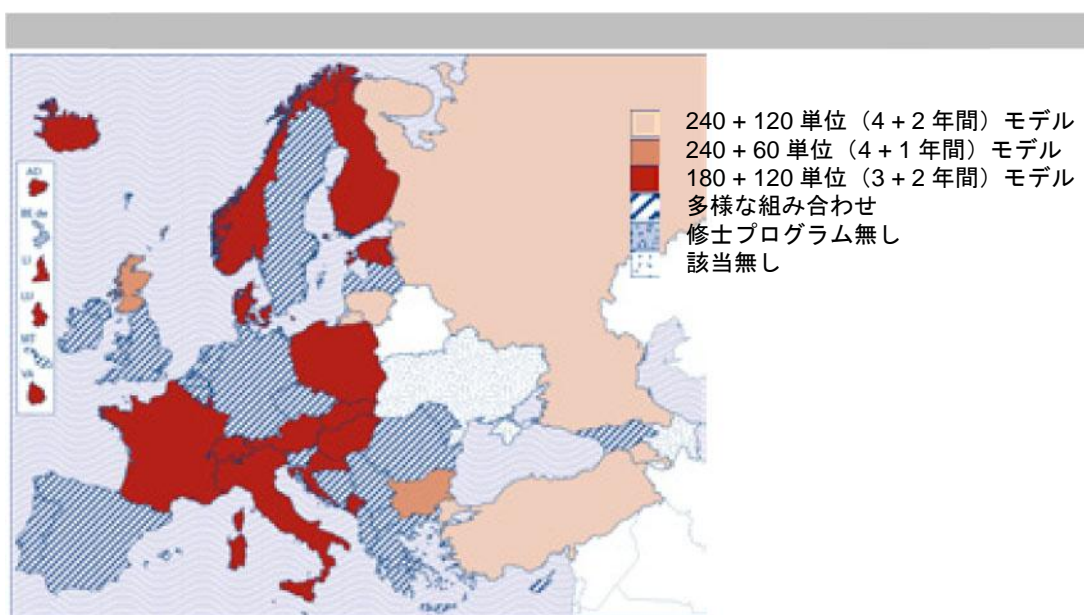 240 + 120 単位（4 + 2 年間）モデル
240 + 60 単位（4 + 1 年間）モデル
180 + 120 単位（3 + 2 年間）モデル
多様な組み合わせ
修士プログラム無し
該当無し
AD
BE de
LI
LU
MT
VA